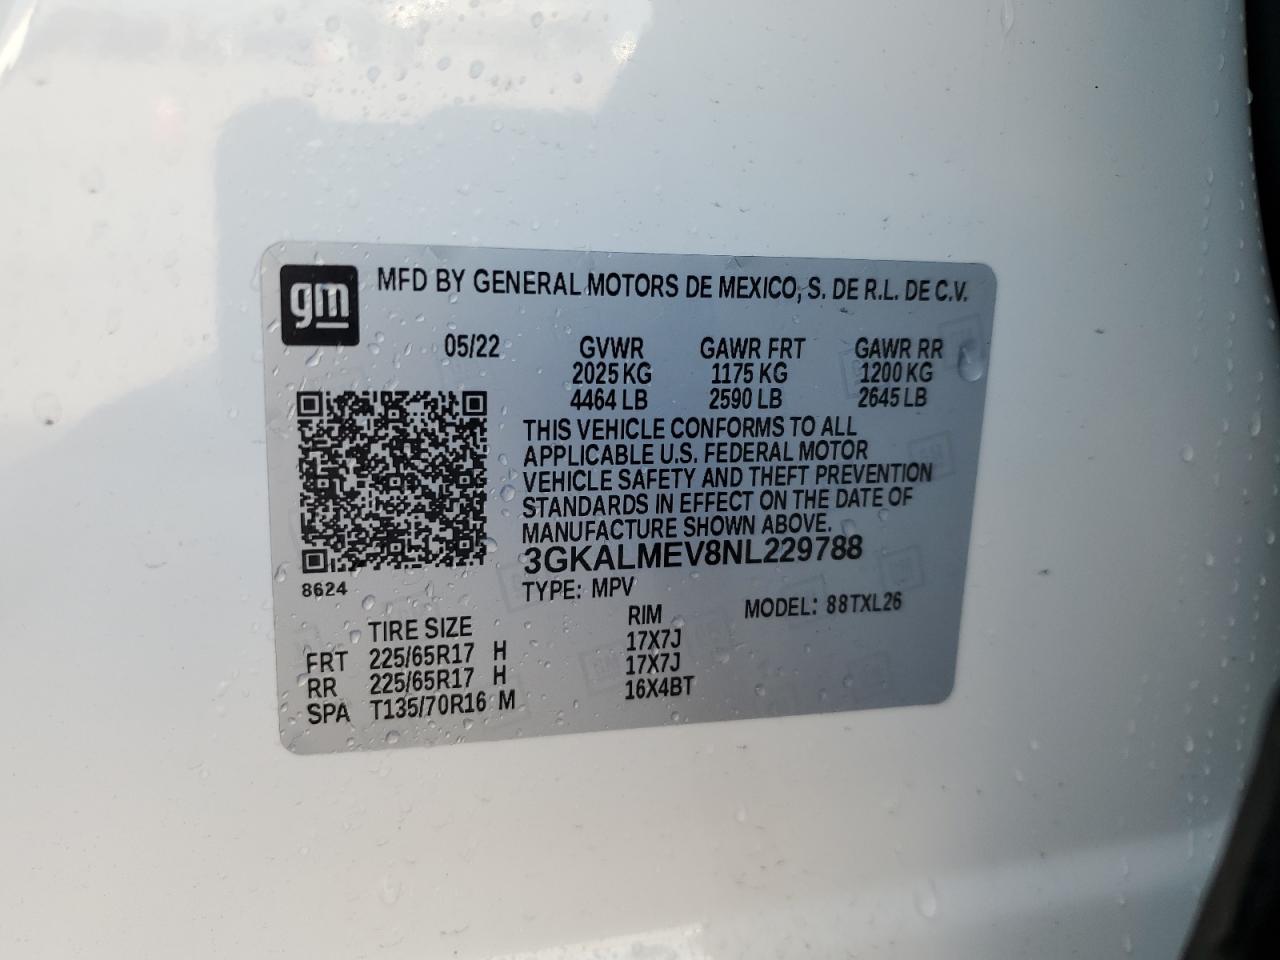 gm
MFD BY GENERAL MOTORS DE MEXICO, S. DE R.L. DE C.V.
05/22 GVWR GAWR FRT GAWR RR
2025 KG 1175 KG 1200 KG
4464 LB 2590 LB 2645 LB
THIS VEHICLE CONFORMS TO ALL
APPLICABLE U.S. FEDERAL MOTOR
VEHICLE SAFETY AND THEFT PREVENTION
STANDARDS IN EFFECT ON THE DATE OF
MANUFACTURE SHOWN ABOVE.
3GKALMEV8NL229788
8624
TYPE: MPV
MODEL: 88TXL26
TIRE SIZE RIM
FRT 225/65R17 H 17X7J
RR 225/65R17 H 17X7J
SPA T135/70R16 M 16X4BT